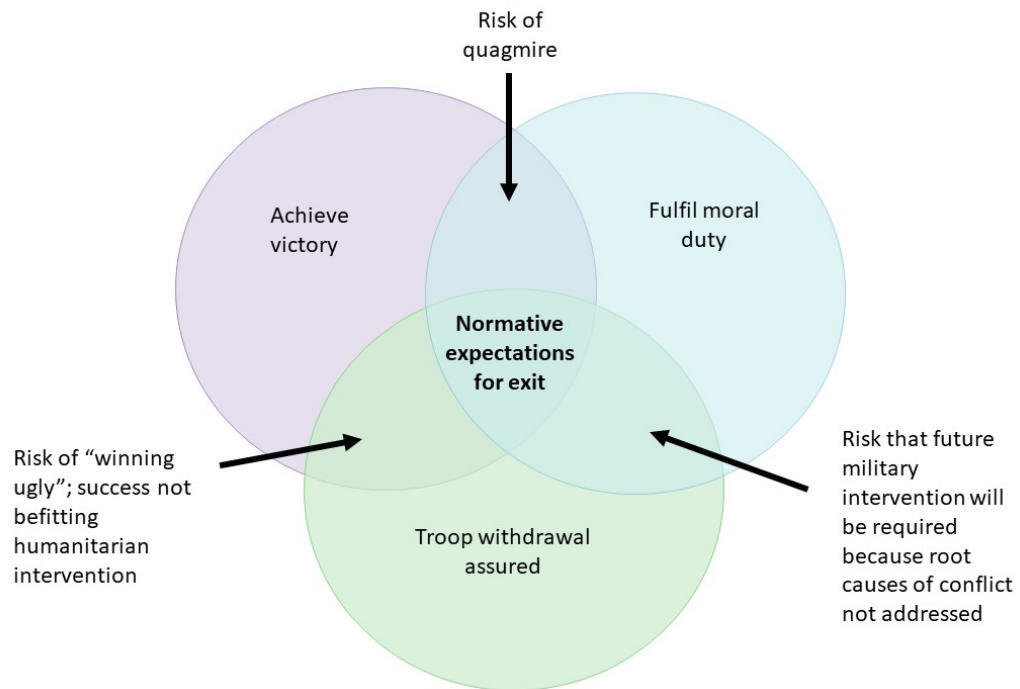 Risk of
quagmire
Achieve
victory
Fulfil moral
duty
Normative
expectations
for exit
Risk of “winning
ugly”; success not
befitting
humanitarian
intervention
Risk that future
military
intervention will
be required
because root
causes of conflict
not addressed
Troop withdrawal
assured